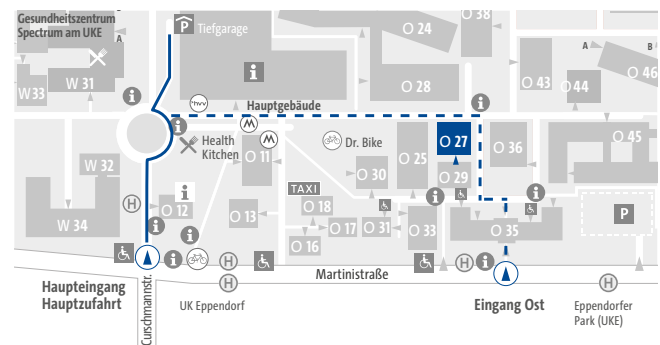 Gesundheitszentrum
Spectrum am UKE
A
P
Tiefgarage
O 24
O 38
W 31
W33
i
O 28
O 43
A
B
O 46
O 44
i
hvv
Hauptgebäude
i
M
Health
Kitchen
M
O 11
Dr. Bike
O 25
O 27
O 36
O 45
W 32
O 30
O 29
H
i
O 12
TAXI
O 18
i
i
P
W 34
i
O 13
O 17
O 31
O 33
O 35
O 16
i
H
Martinistraße
H
i
H
Haupteingang
Hauptzufahrt
Curschmannstr.
UK Eppendorf
H
Eingang Ost
Eppendorfer
Park (UKE)